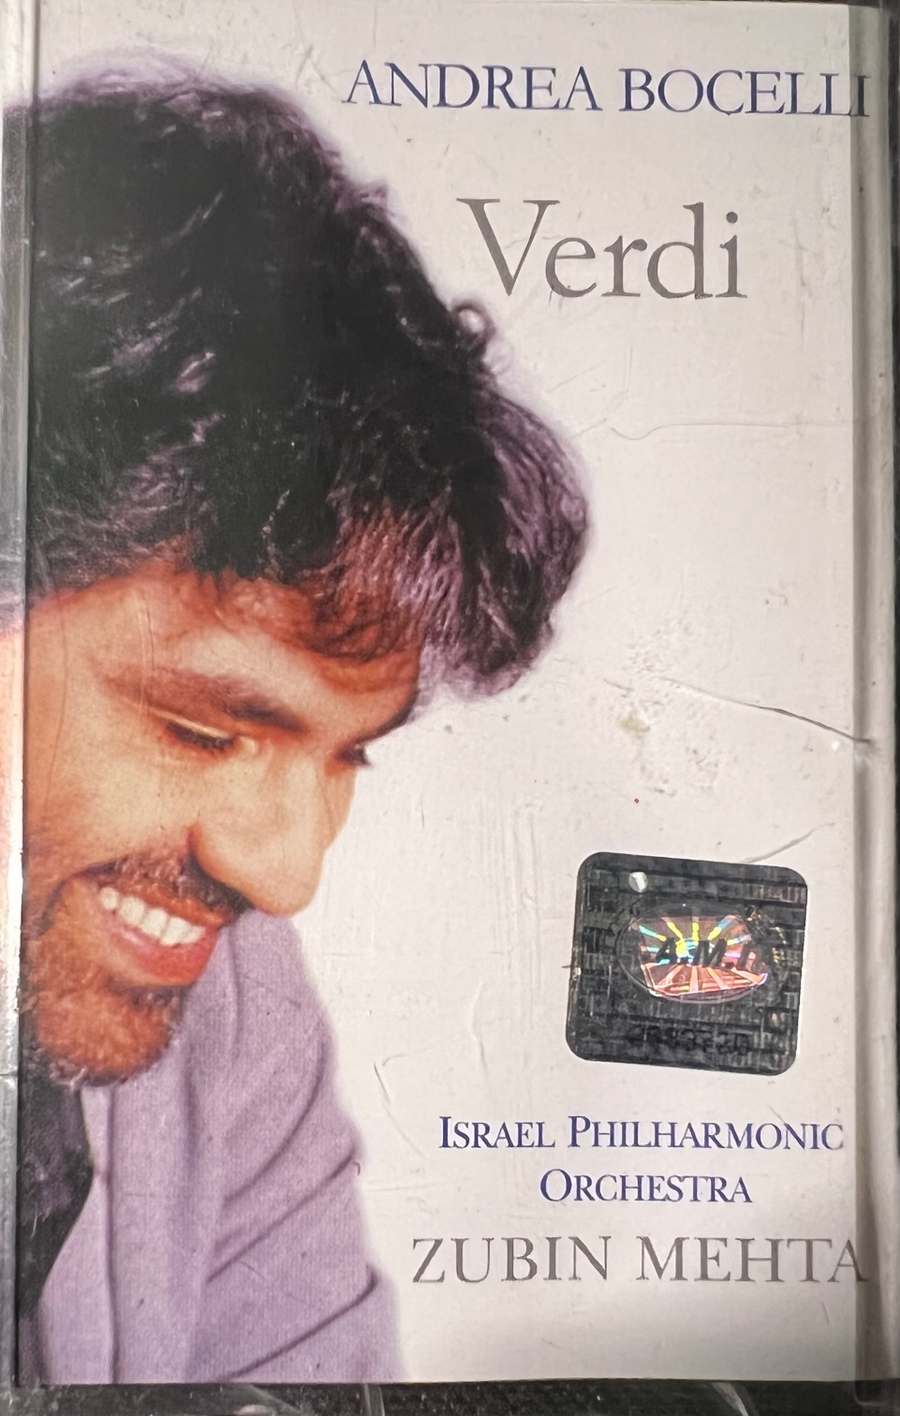 ANDREA BOCELLI
Verdi
A.M.I
ISRAEL PHILHARMONIC
ORCHESTRA
ZUBIN MEHTA